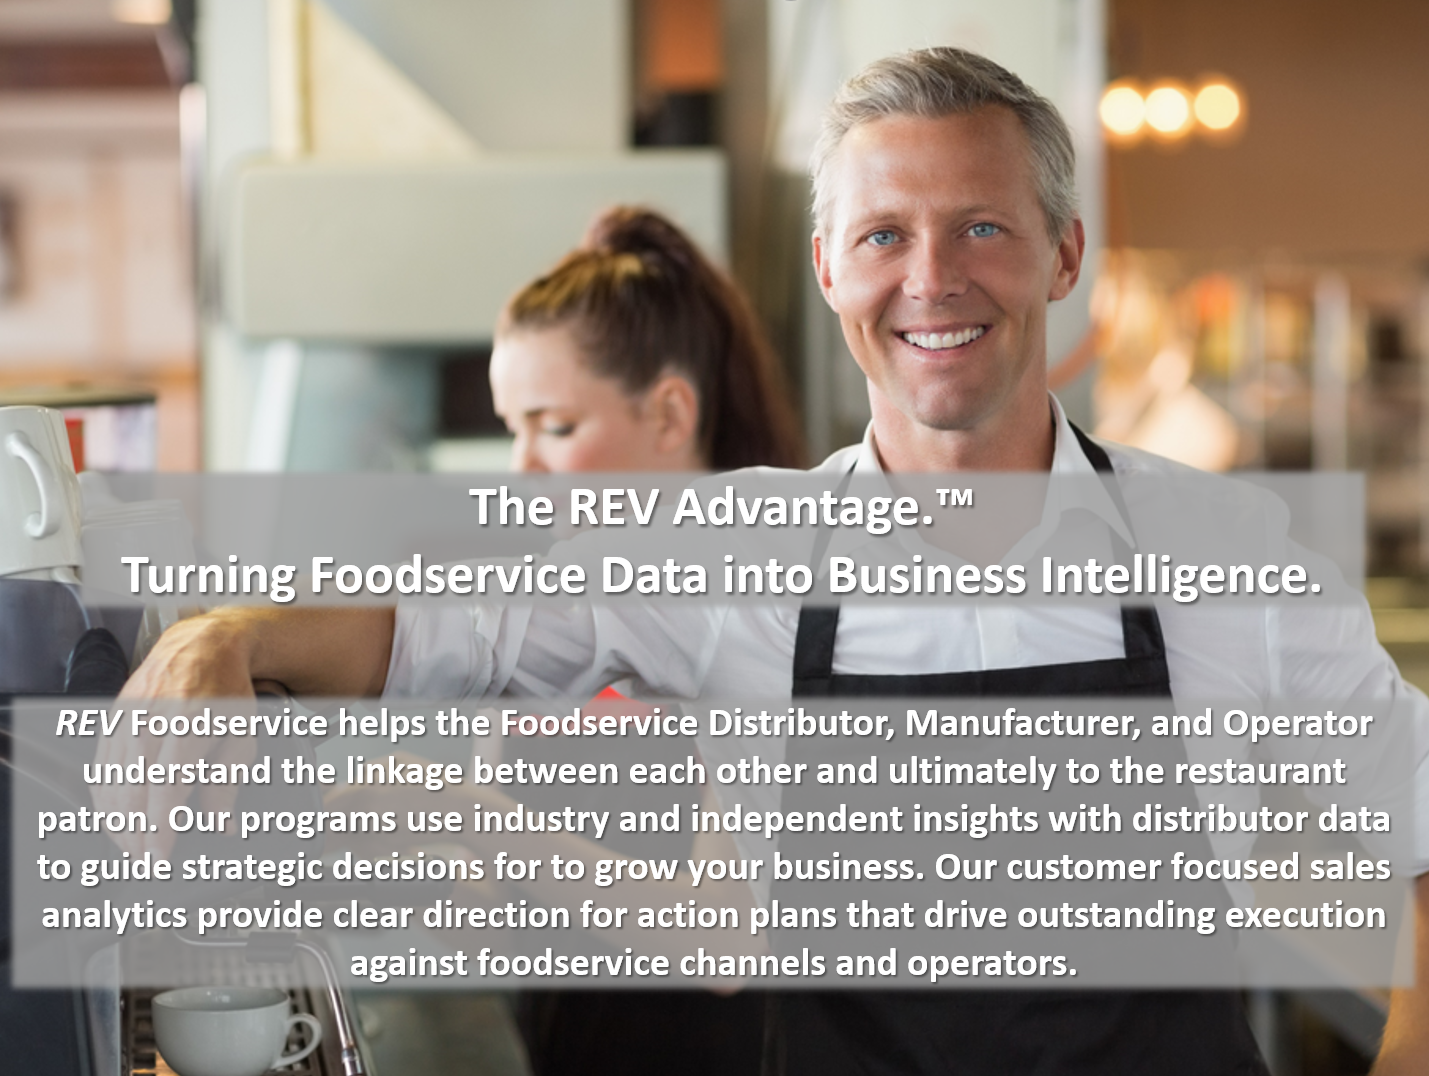 The REV Advantage.™
Turning Foodservice Data into Business Intelligence.
REV Foodservice helps the Foodservice Distributor, Manufacturer, and Operator
understand the linkage between each other and ultimately to the restaurant
patron. Our programs use industry and independent insights with distributor data
to guide strategic decisions for to grow your business. Our customer focused sales
analytics provide clear direction for action plans that drive outstanding execution
against foodservice channels and operators.